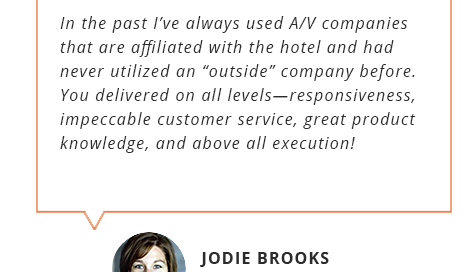 In the past I’ve always used A/V companies
that are affiliated with the hotel and had
never utilized an “outside” company before.
You delivered on all levels—responsiveness,
impeccable customer service, great product
knowledge, and above all execution!
JODIE BROOKS